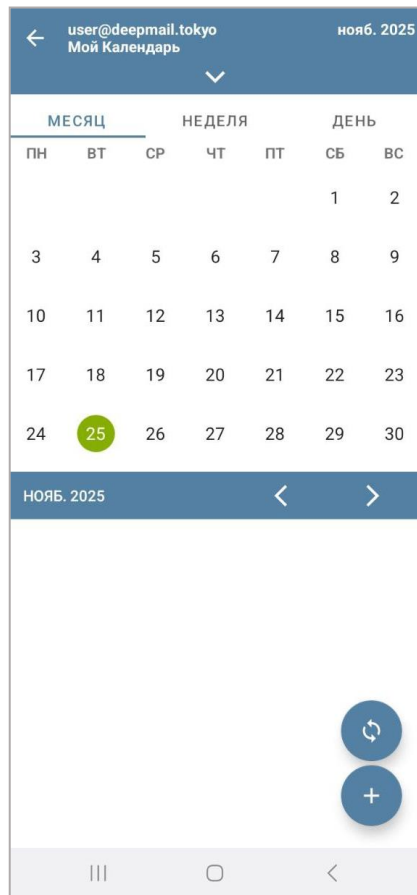 user@deepmail.tokyo
Мой Календарь
нояб. 2025
МЕСЯЦ НЕДЕЛЯ ДЕНЬ
ПН ВТ СР ЧТ ПТ СБ ВС
1 2
3 4 5 6 7 8 9
10 11 12 13 14 15 16
17 18 19 20 21 22 23
24 25 26 27 28 29 30
НОЯБ. 2025